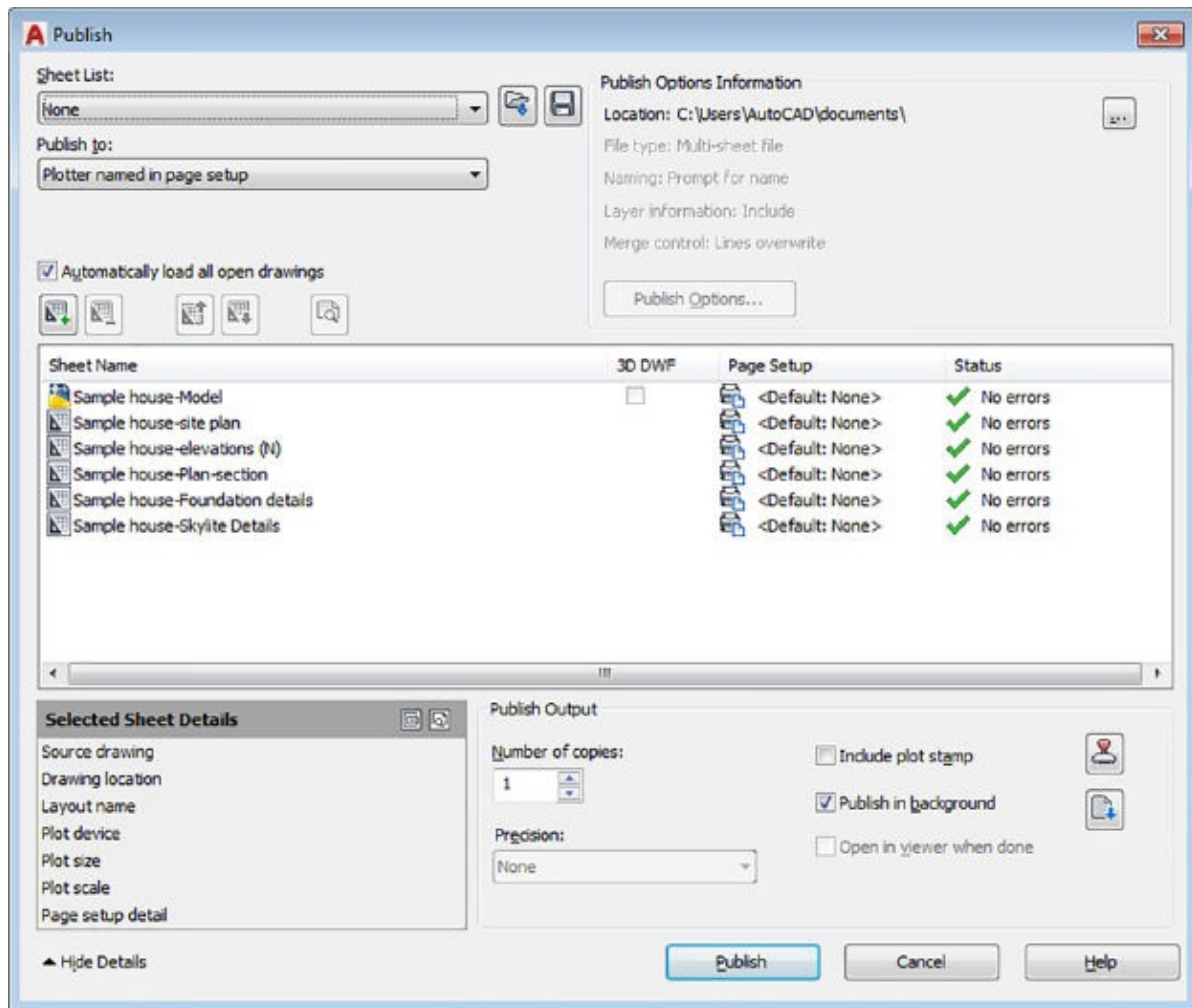 Publish
Sheet List:
None
Publish to:
Plotter named in page setup
Automatically load all open drawings
Publish Options Information
Location: C:\Users\AutoCAD\documents\
File type: Multi-sheet file
Naming: Prompt for name
Layer information: Include
Merge control: Lines overwrite
Publish Options...
Sheet Name 3D DWF Page Setup Status
Sample house-Model <Default: None> No errors
Sample house-site plan <Default: None> No errors
Sample house-elevations (N) <Default: None> No errors
Sample house-Plan-section <Default: None> No errors
Sample house-Foundation details <Default: None> No errors
Sample house-Skylite Details <Default: None> No errors
Selected Sheet Details
Source drawing
Drawing location
Layout name
Plot device
Plot size
Plot scale
Page setup detail
Publish Output
Number of copies:
1
Precision:
None
Include plot stamp
Publish in background
Open in viewer when done
Hide Details
Publish
Cancel
Help